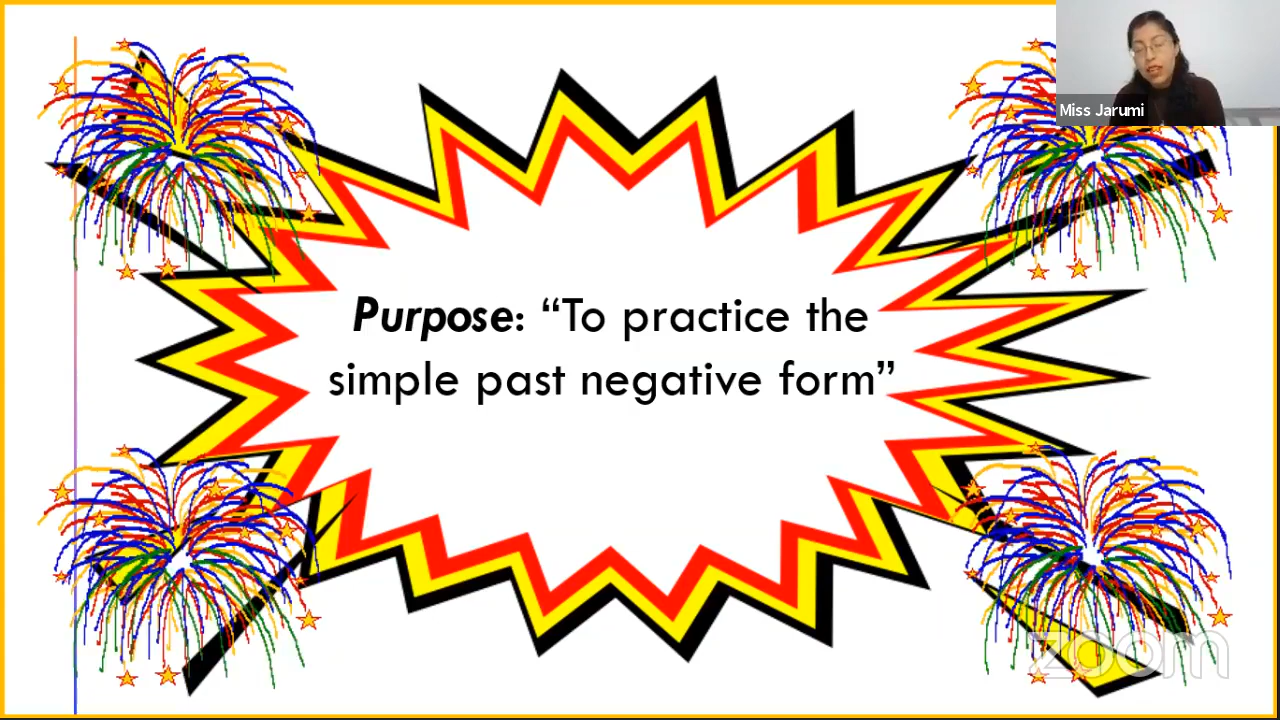 Miss Jarumi
Purpose: “To practice the
simple past negative form”
zoom